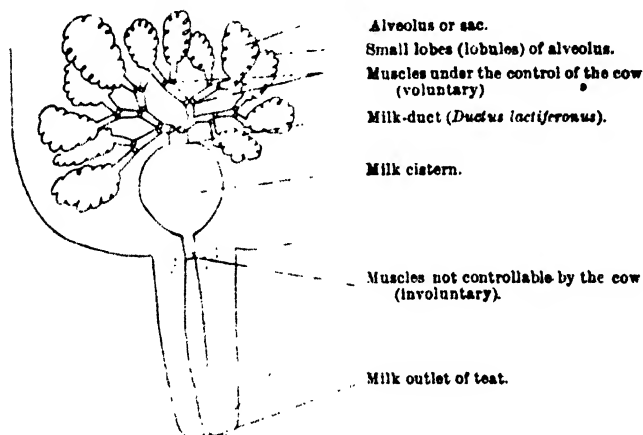 Alveolus or sac.
Small lobes (lobules) of alveolus.
Muscles under the control of the cow
(voluntary)
Milk-duct (Ductus lactiferonus).
Milk cistern.
Muscles not controllable by the cow
(involuntary).
Milk outlet of teat.